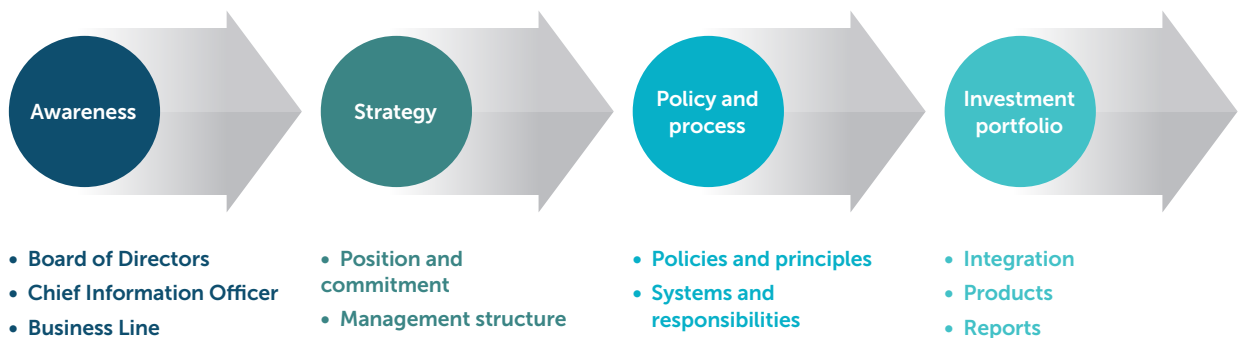 Awareness
Strategy
Policy and
process
Investment
portfolio
• Board of Directors
• Chief Information Officer
• Business Line
• Position and
commitment
• Management structure
• Policies and principles
• Systems and
responsibilities
• Integration
• Products
• Reports